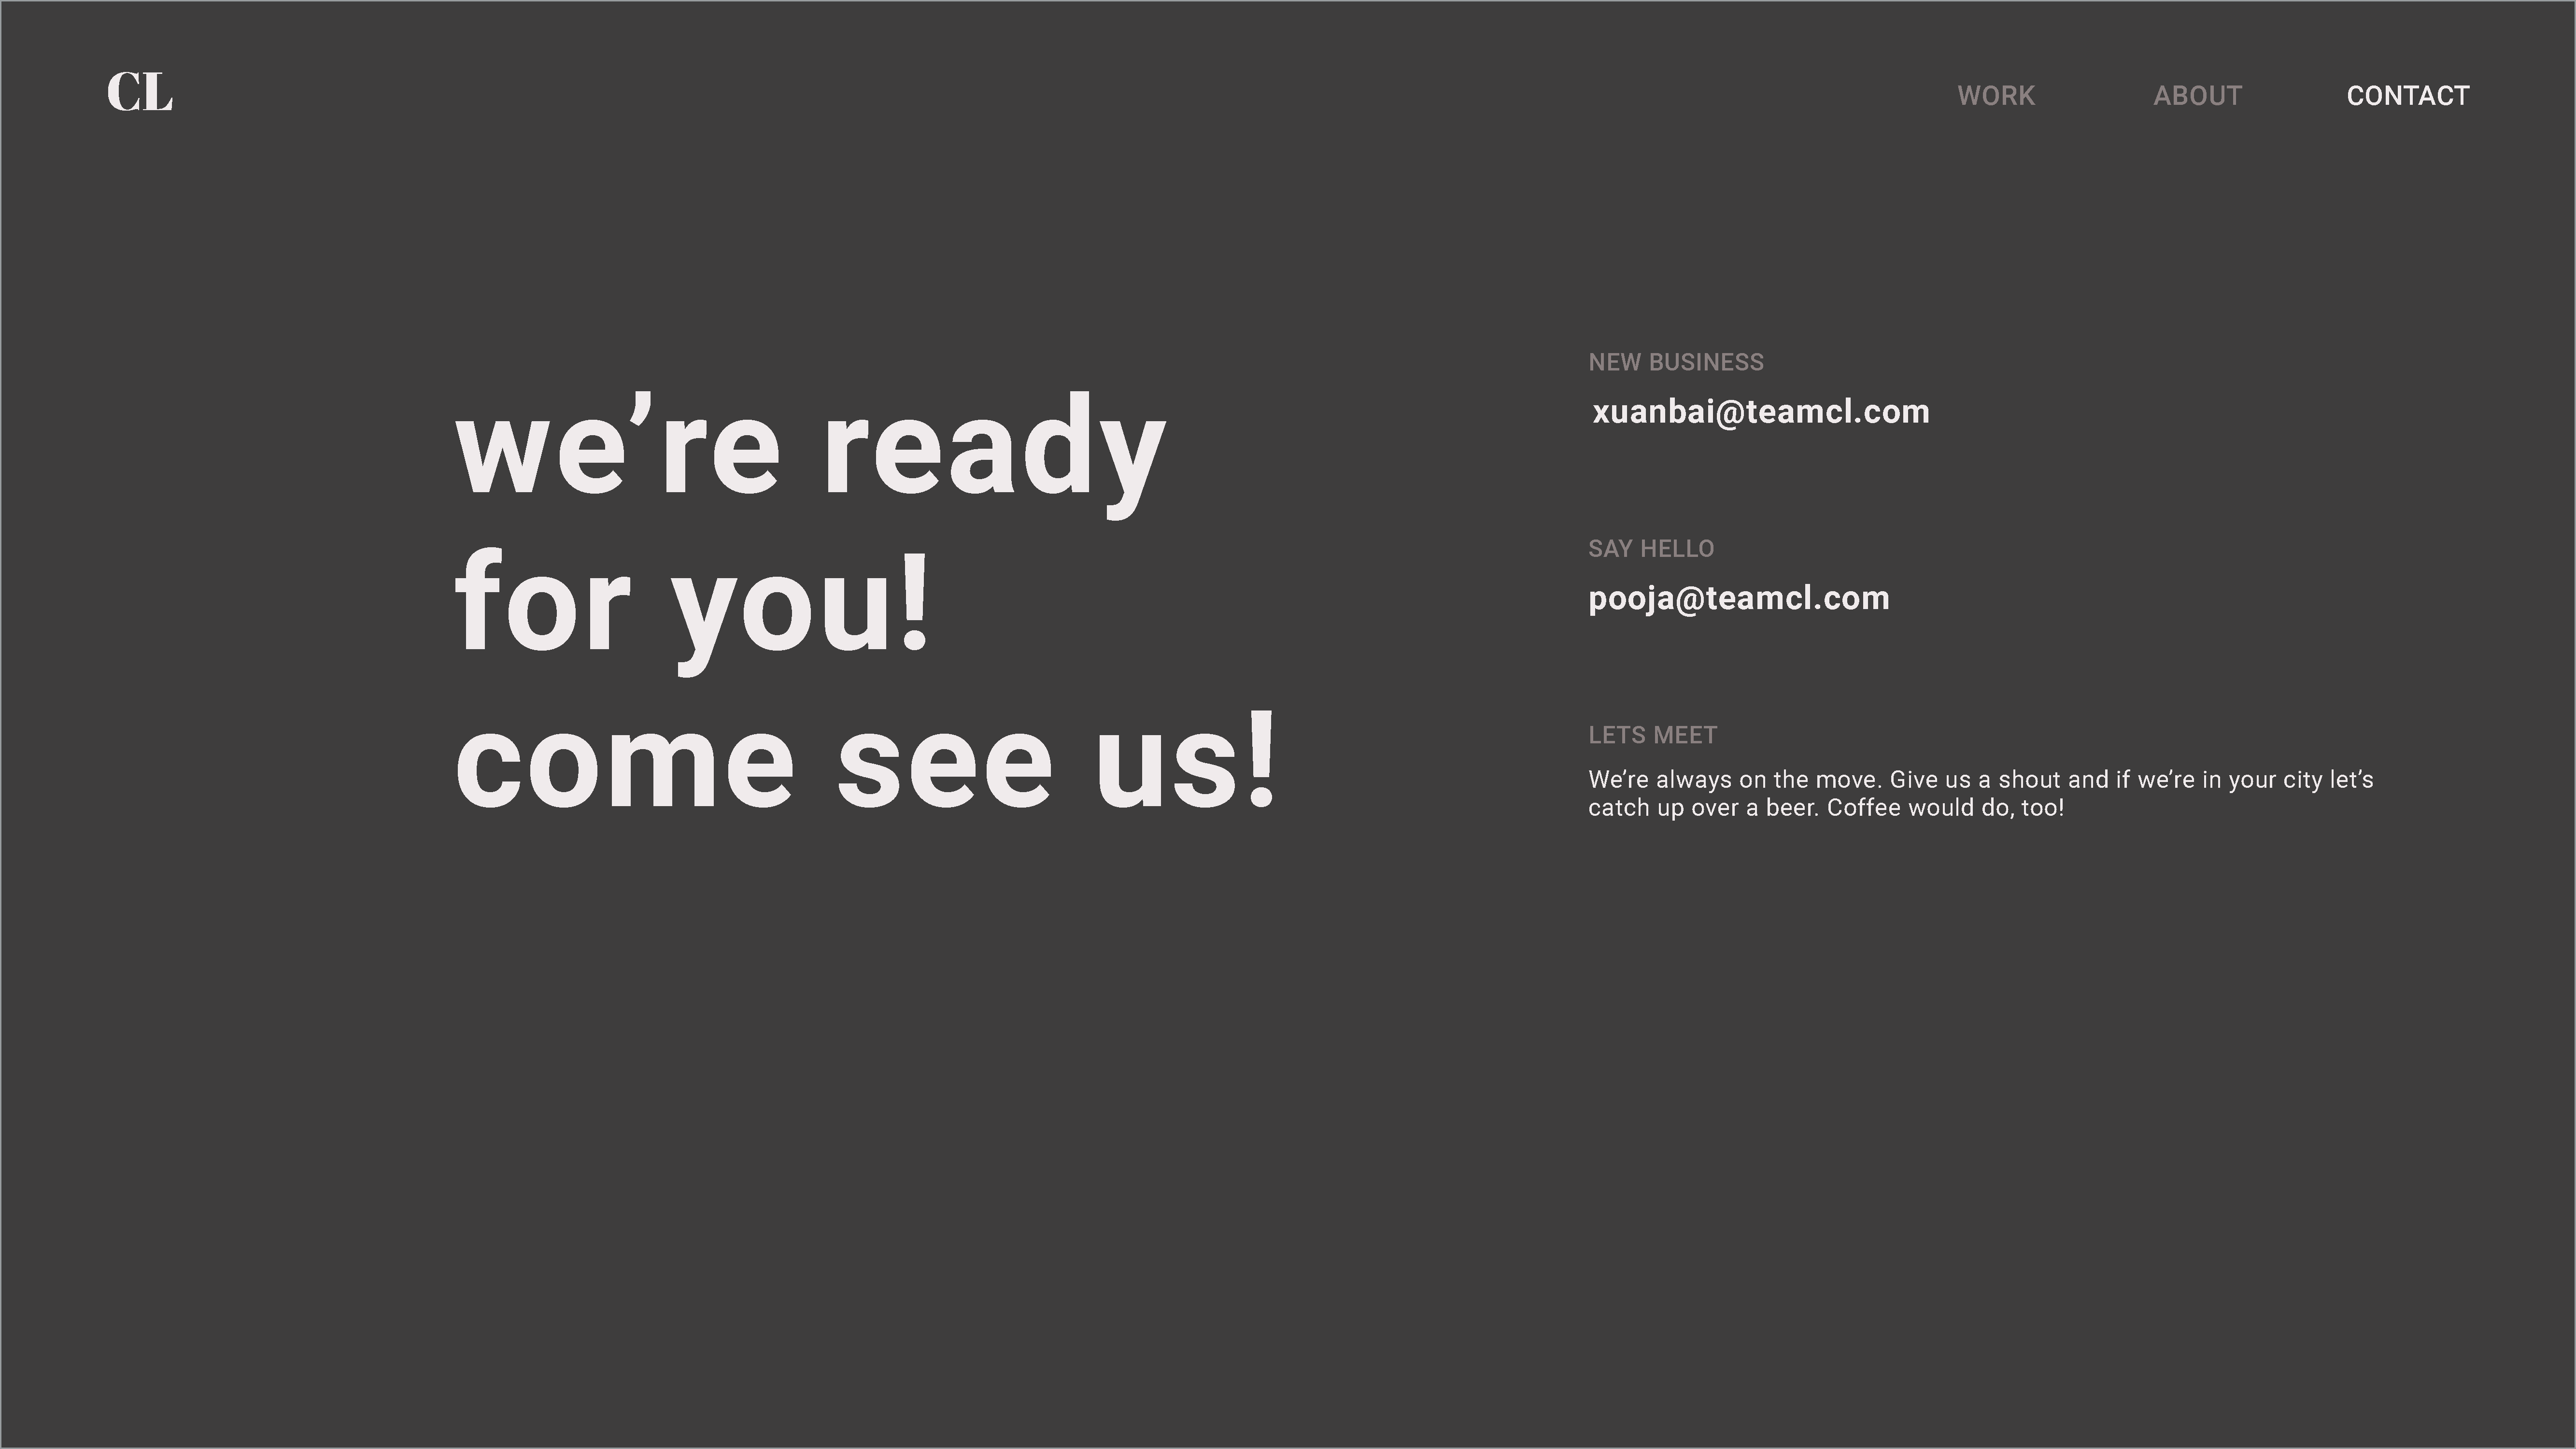 CL
WORK ABOUT CONTACT
we’re ready
for you!
come see us!
NEW BUSINESS
xuanbai@teamcl.com
SAY HELLO
pooja@teamcl.com
LETS MEET
We’re always on the move. Give us a shout and if we’re in your city let’s
catch up over a beer. Coffee would do, too!